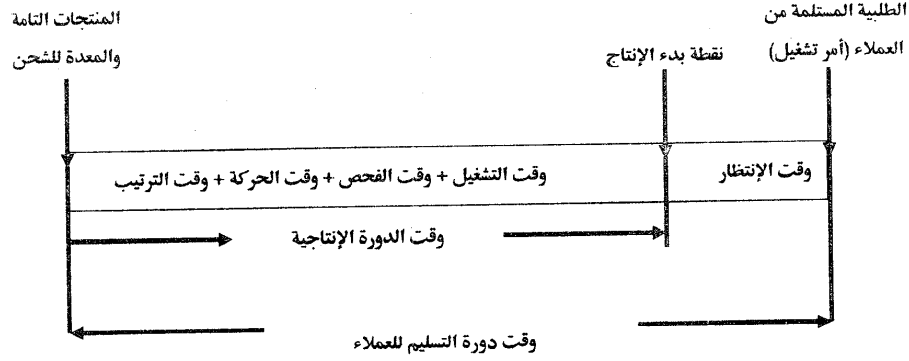 الطلبية المستلمة من
العملاء (أمر تشغيل)
نقطة بدء الإنتاج
المنتجات التامة
والمعدة للشحن
وقت الإنتظار
وقت التشغيل + وقت الفحص + وقت الحركة + وقت الترتيب
وقت الدورة الإنتاجية
وقت دورة التسليم للعملاء